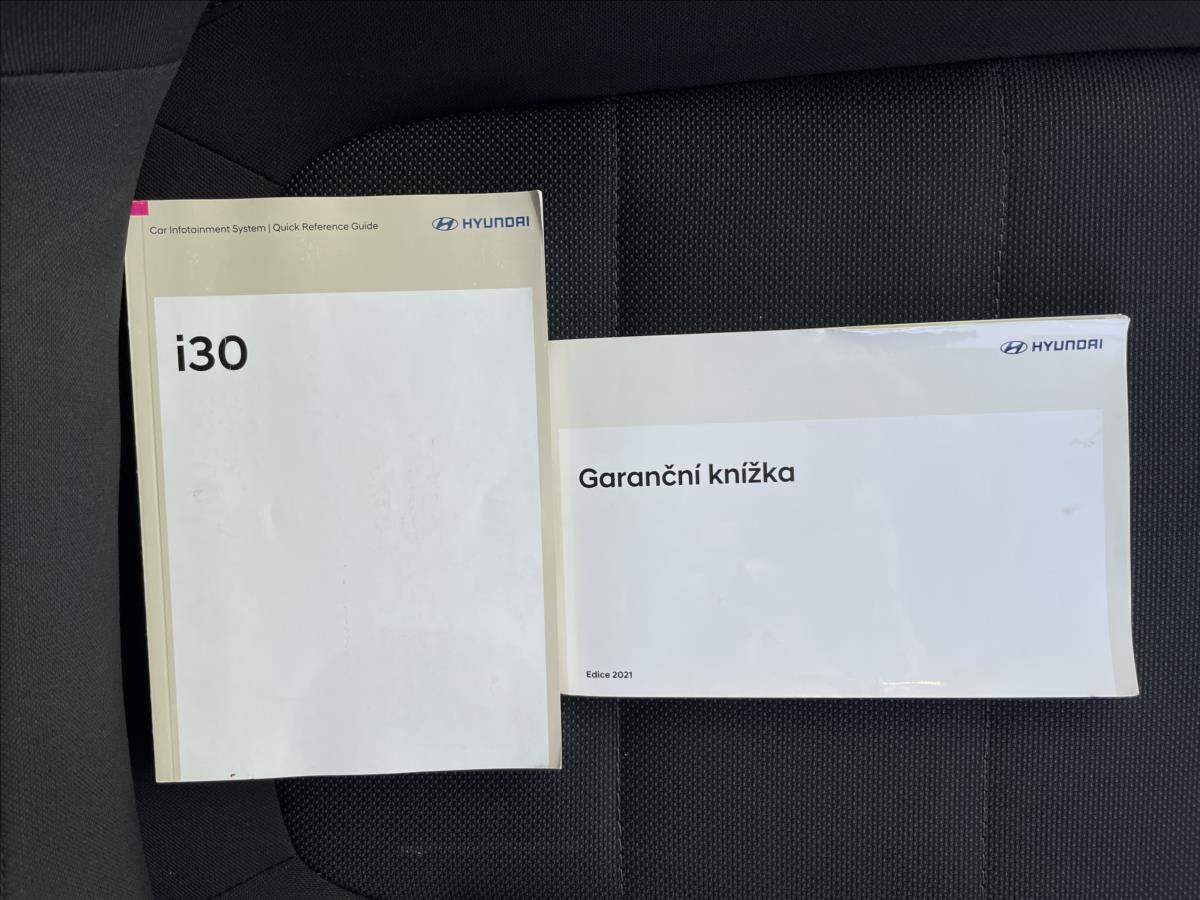 Car Infotainment System | Quick Reference Guide
HYUNDAI
i30
HYUNDAI
Garanční knížka
Edice 2021